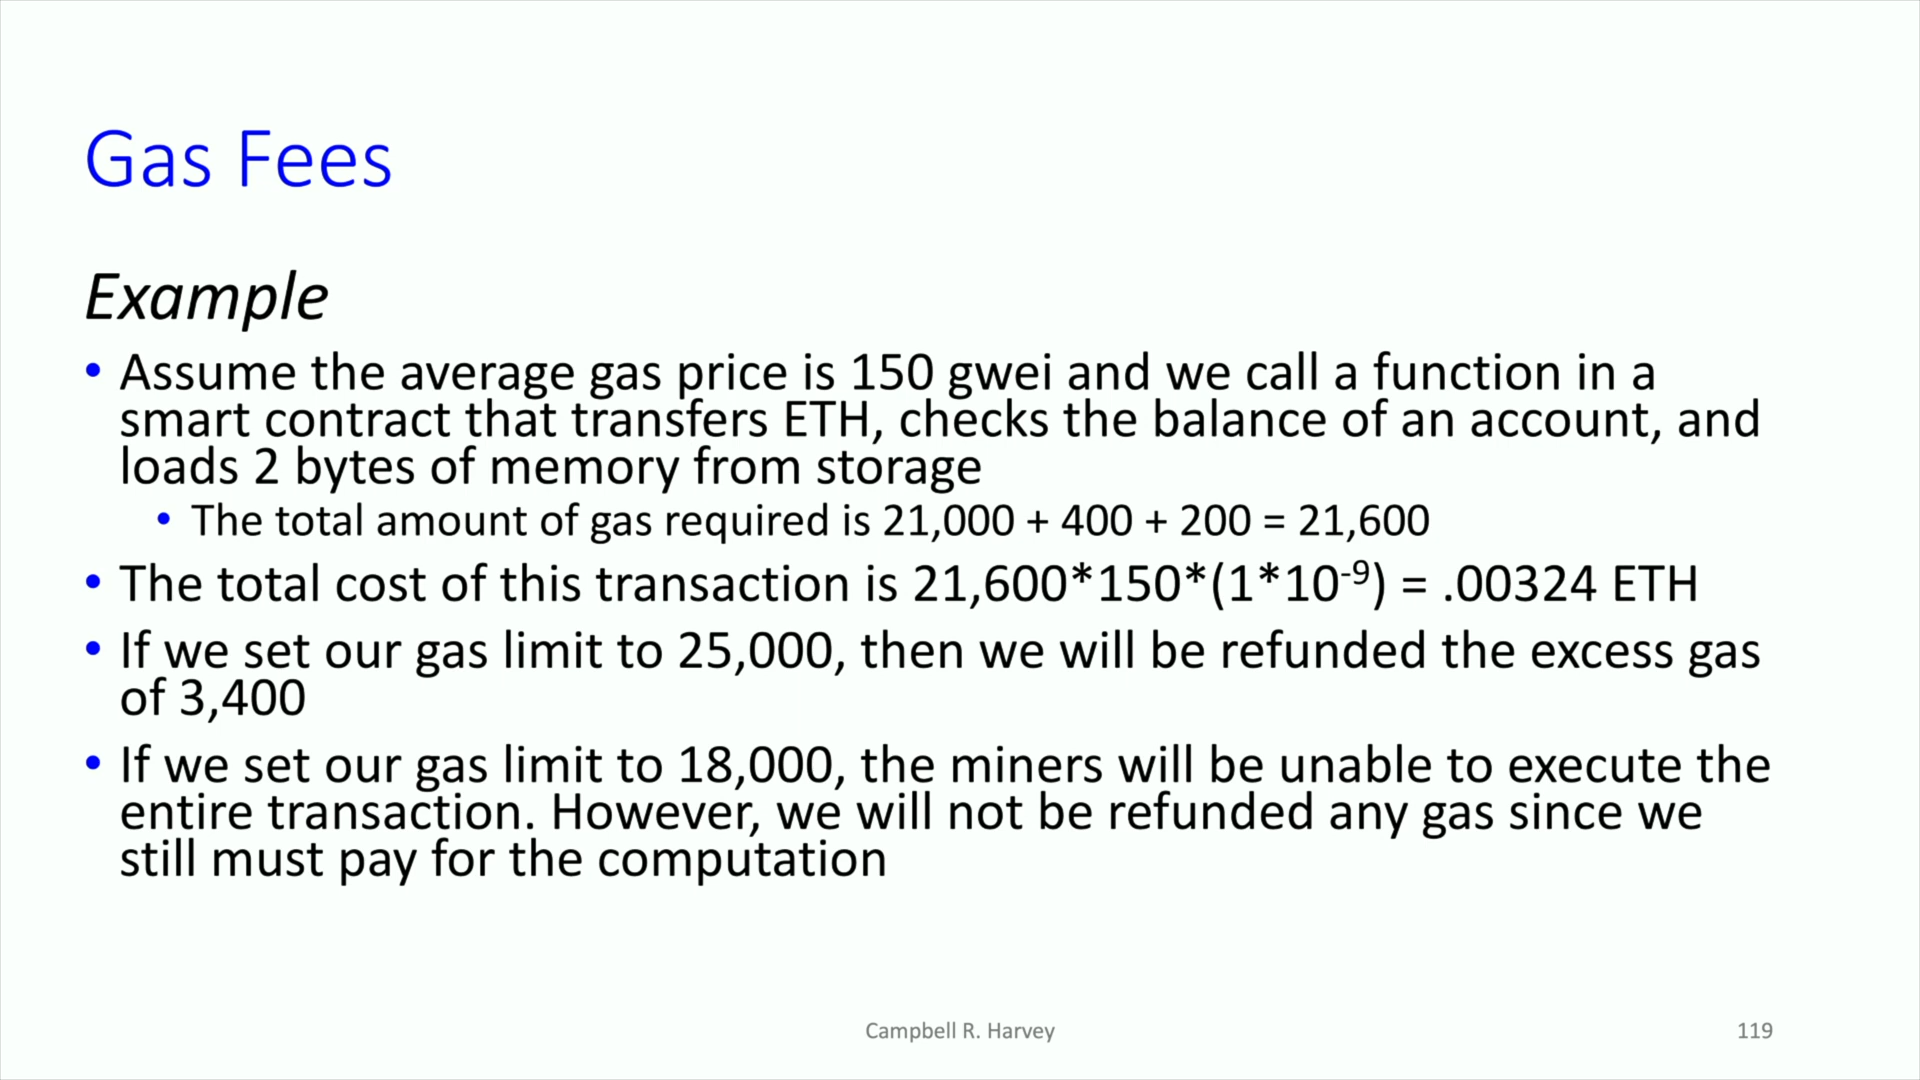 Gas Fees
Example
• Assume the average gas price is 150 gwei and we call a function in a
smart contract that transfers ETH, checks the balance of an account, and
loads 2 bytes of memory from storage
• The total amount of gas required is 21,000 + 400 + 200 = 21,600
• The total cost of this transaction is 21,600*150*(1*10⁻⁹) = .00324 ETH
• If we set our gas limit to 25,000, then we will be refunded the excess gas
of 3,400
• If we set our gas limit to 18,000, the miners will be unable to execute the
entire transaction. However, we will not be refunded any gas since we
still must pay for the computation
Campbell R. Harvey
119